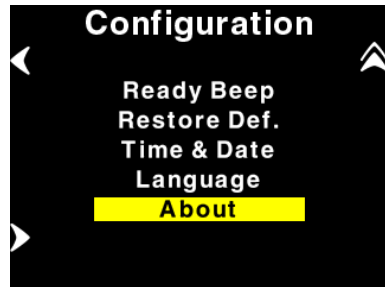 Configuration
Ready Beep
Restore Def.
Time & Date
Language
About